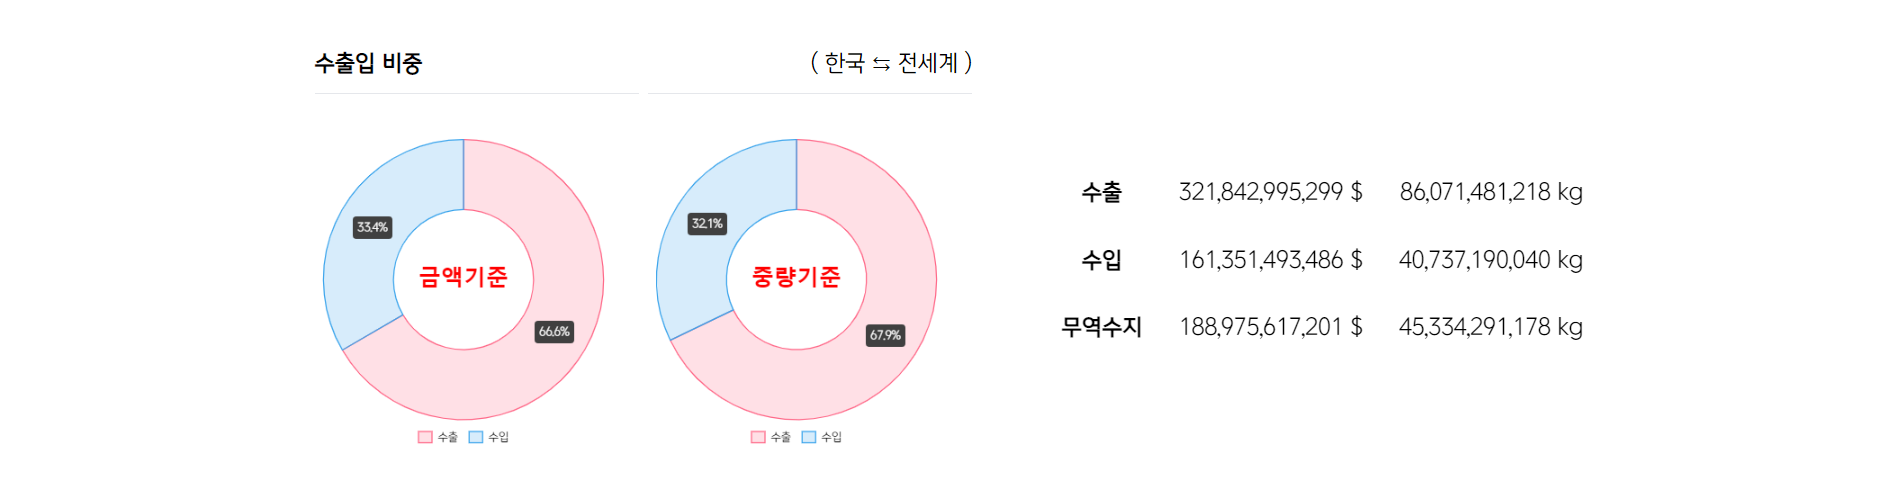 수출입 비중
( 한국 ⇆ 전세계 )
33.4%
66.6%
금액기준
수출 수입
32.1%
67.9%
중량기준
수출 수입
수출 321,842,995,299 $ 86,071,481,218 kg
수입 161,351,493,486 $ 40,737,190,040 kg
무역수지 188,975,617,201 $ 45,334,291,178 kg